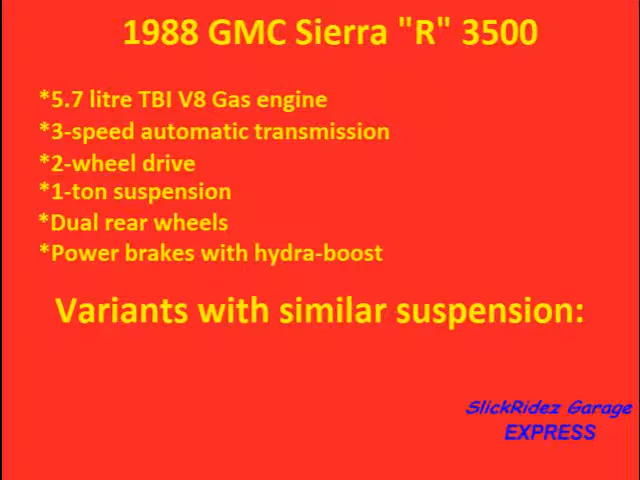 1988 GMC Sierra "R" 3500
*5.7 litre TBI V8 Gas engine
*3-speed automatic transmission
*2-wheel drive
*1-ton suspension
*Dual rear wheels
*Power brakes with hydra-boost
Variants with similar suspension:
SlickRidez Garage
EXPRESS